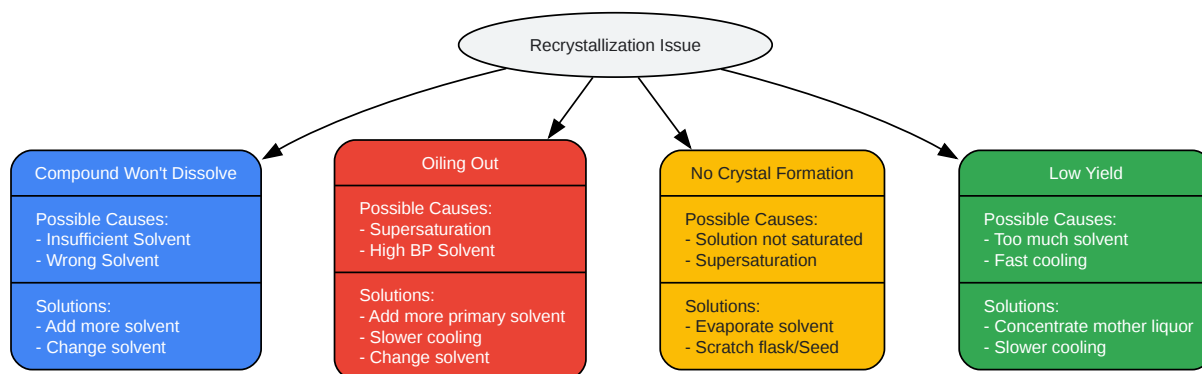 Recrystallization Issue
Compound Won't Dissolve
Possible Causes:
- Insufficient Solvent
- Wrong Solvent
Solutions:
- Add more solvent
- Change solvent
Oiling Out
Possible Causes:
- Supersaturation
- High BP Solvent
Solutions:
- Add more primary solvent
- Slower cooling
- Change solvent
No Crystal Formation
Possible Causes:
- Solution not saturated
- Supersaturation
Solutions:
- Evaporate solvent
- Scratch flask/Seed
Low Yield
Possible Causes:
- Too much solvent
- Fast cooling
Solutions:
- Concentrate mother liquor
- Slower cooling